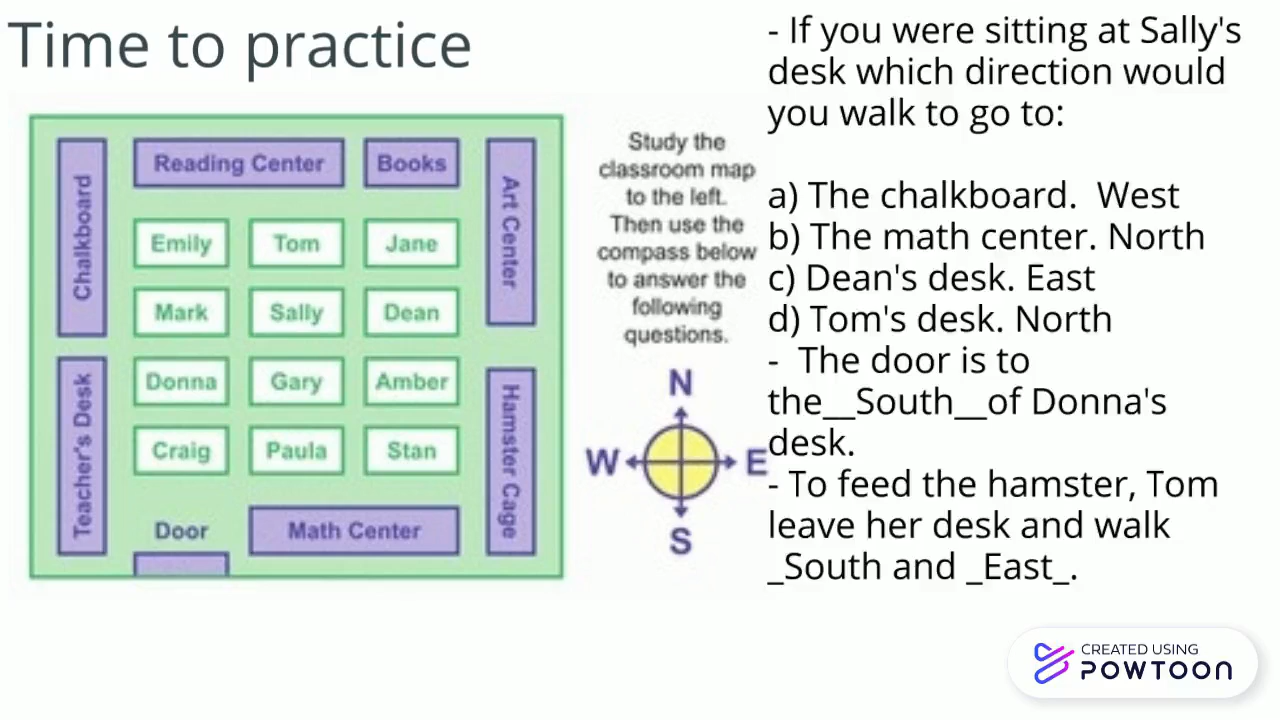 Time to practice
Chalkboard
Reading Center
Books
Art Center
Emily
Tom
Jane
Mark
Sally
Dean
Donna
Gary
Amber
Craig
Paula
Stan
Teacher's Desk
Hamster Cage
Door
Math Center
Study the
classroom map
to the left.
Then use the
compass below
to answer the
following
questions.
N
W
E
S
- If you were sitting at Sally's
desk which direction would
you walk to go to:
a) The chalkboard.  West
b) The math center. North
c) Dean's desk. East
d) Tom's desk. North
-  The door is to
the__South__of Donna's
desk.
- To feed the hamster, Tom
leave her desk and walk
_South and _East_.
CREATED USING
POWTOON